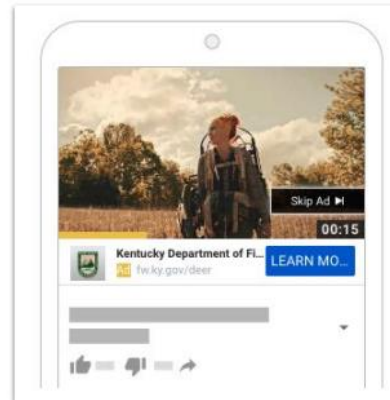 Skip Ad
00:15
Kentucky Department of Fi...
LEARN MO...
Ad fw.ky.gov/deer